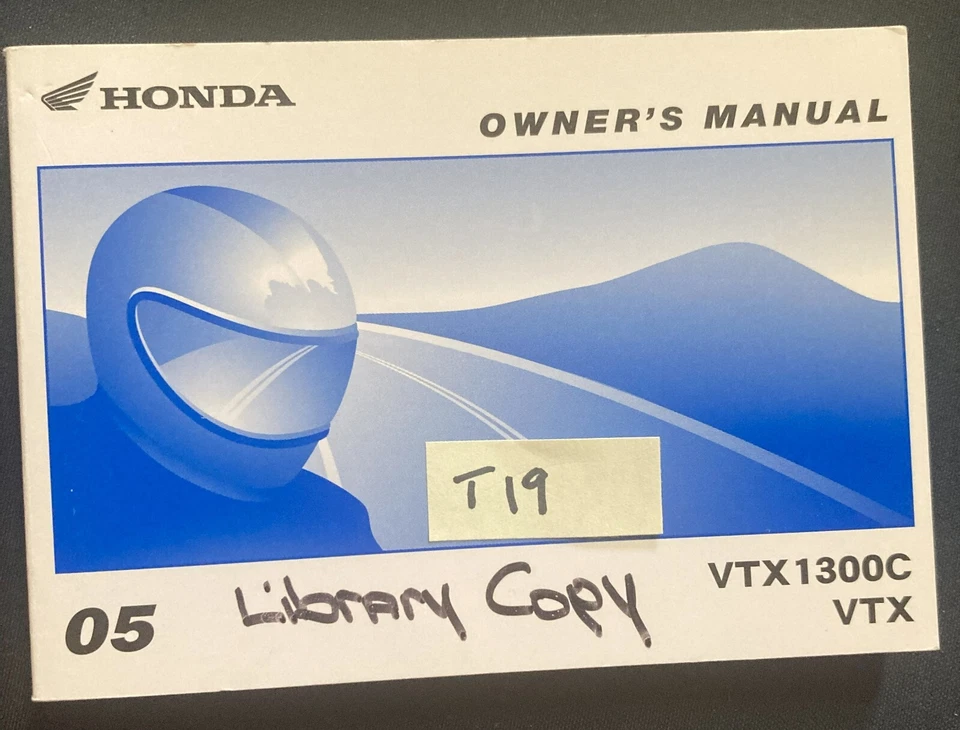 HONDA
OWNER'S MANUAL
T19
VTX1300C
VTX
05
Library Copy